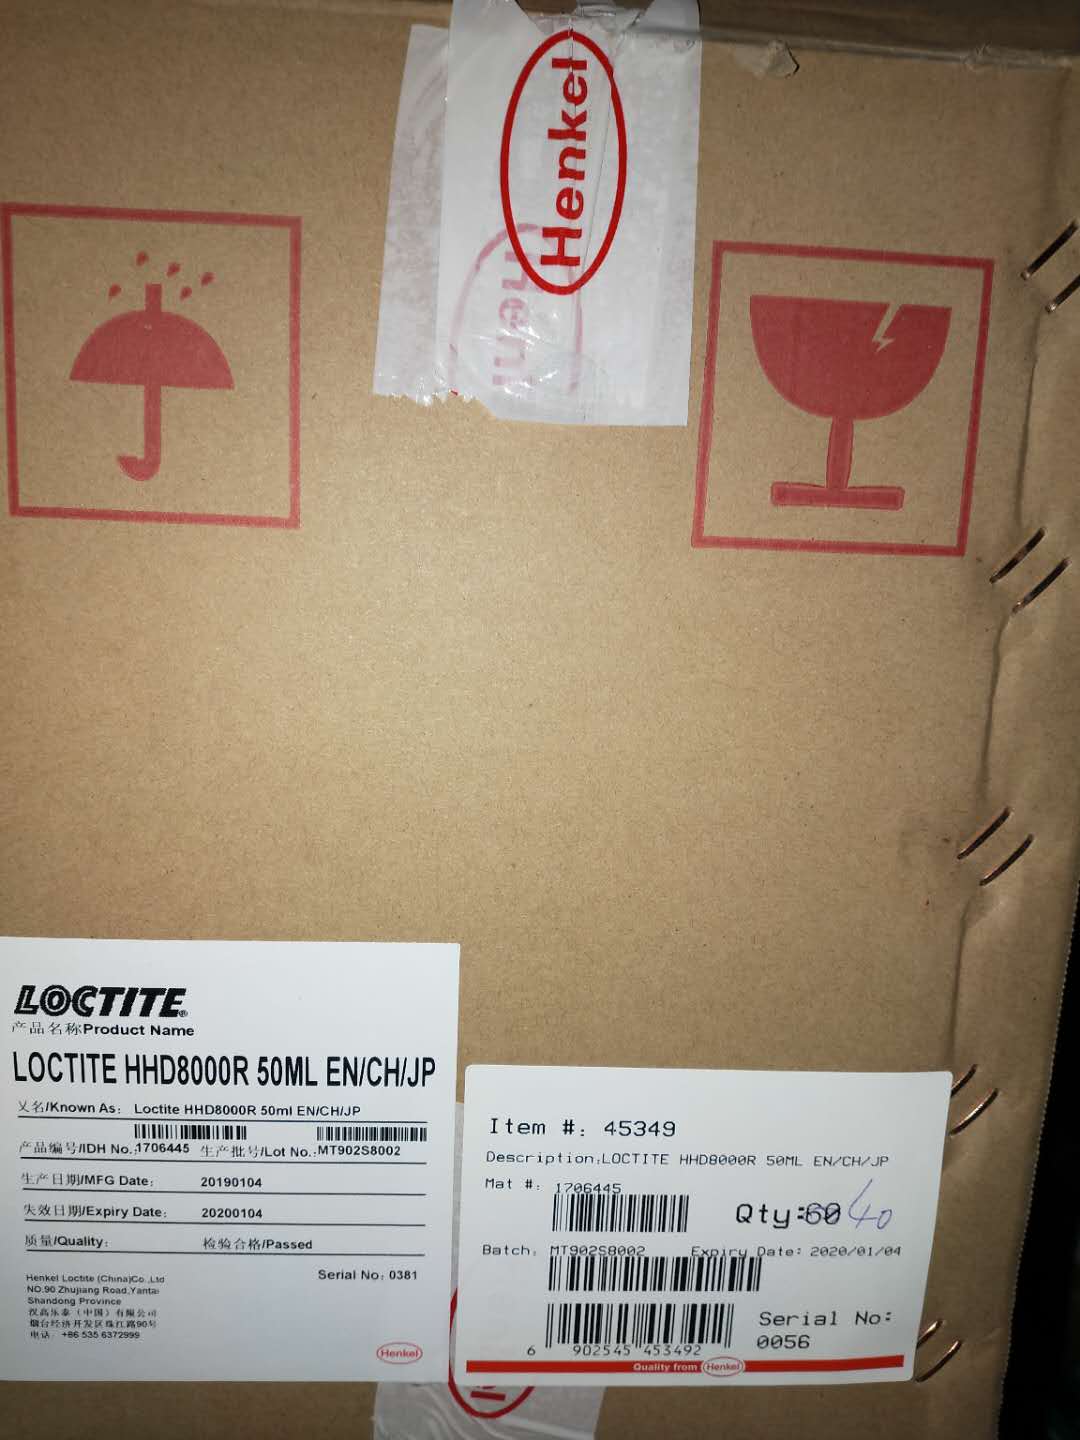 Henkel
Hen
LOCTITE®
产品名称Product Name
LOCTITE HHD8000R 50ML EN/CH/JP
又名/Known As: Loctite HHD8000R 50ml EN/CH/JP
产品编号/IDH No.:1706445 生产批号/Lot No.:MT902S8002
生产日期/MFG Date: 20190104
失效日期/Expiry Date: 20200104
质量/Quality: 检验合格/Passed
Serial No: 0381
Henkel Loctite (China)Co.,Ltd
NO.90 Zhujiang Road,Yantai
Shandong Province
汉高乐泰（中国）有限公司
烟台经济开发区珠江路90号
电话: +86 535 6372999
Henkel
Item #: 45349
Description:LOCTITE HHD8000R 50ML EN/CH/JP
Mat #: 1706445
Qty:60 40
Batch: MT902S8002 Expiry Date: 2020/01/04
6 902545 453492
Serial No:
0056
Quality from Henkel